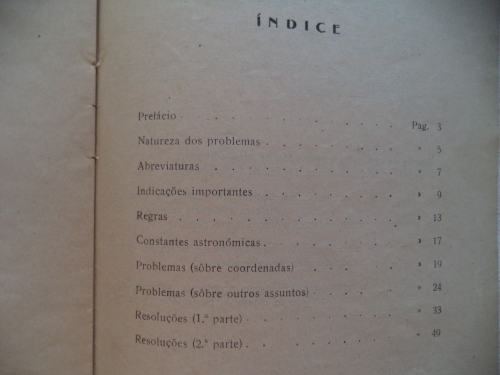 ÍNDICE
Prefácio . . . . . . . Pag. 3
Natureza dos problemas . . . . . » 5
Abreviaturas . . . . . . » 7
Indicações importantes . . . . . » 9
Regras . . . . . . . » 13
Constantes astronómicas . . . . . » 17
Problemas (sôbre coordenadas) . . . . » 19
Problemas (sôbre outros assuntos) . . . . » 24
Resoluções (1.ª parte) . . . . . » 33
Resoluções (2.ª parte) . . . . . » 49